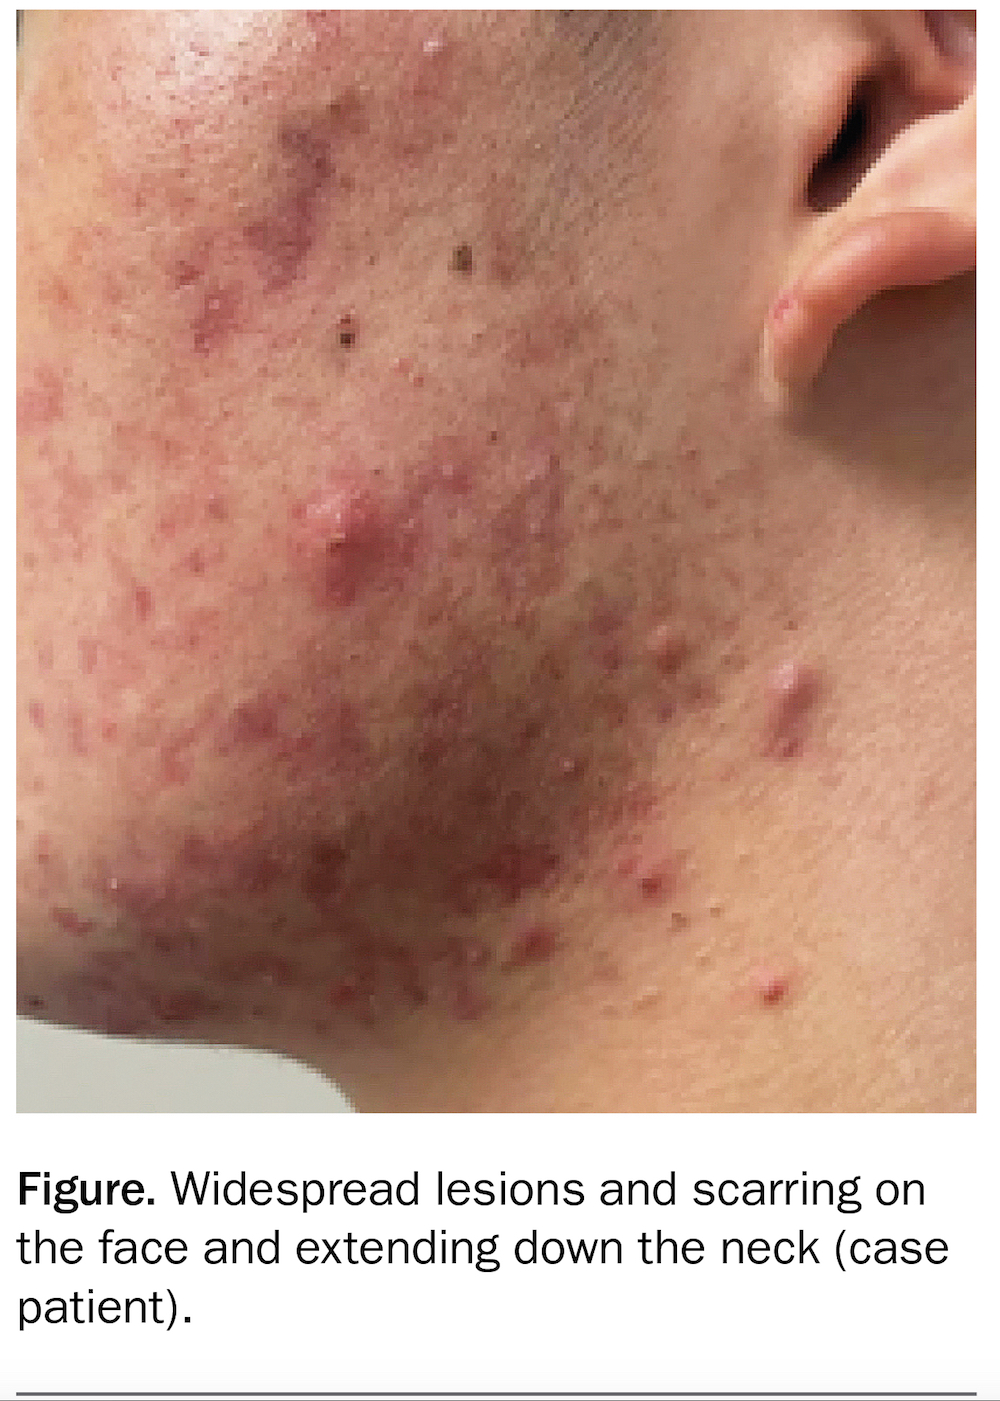 Figure. Widespread lesions and scarring on
the face and extending down the neck (case
patient).